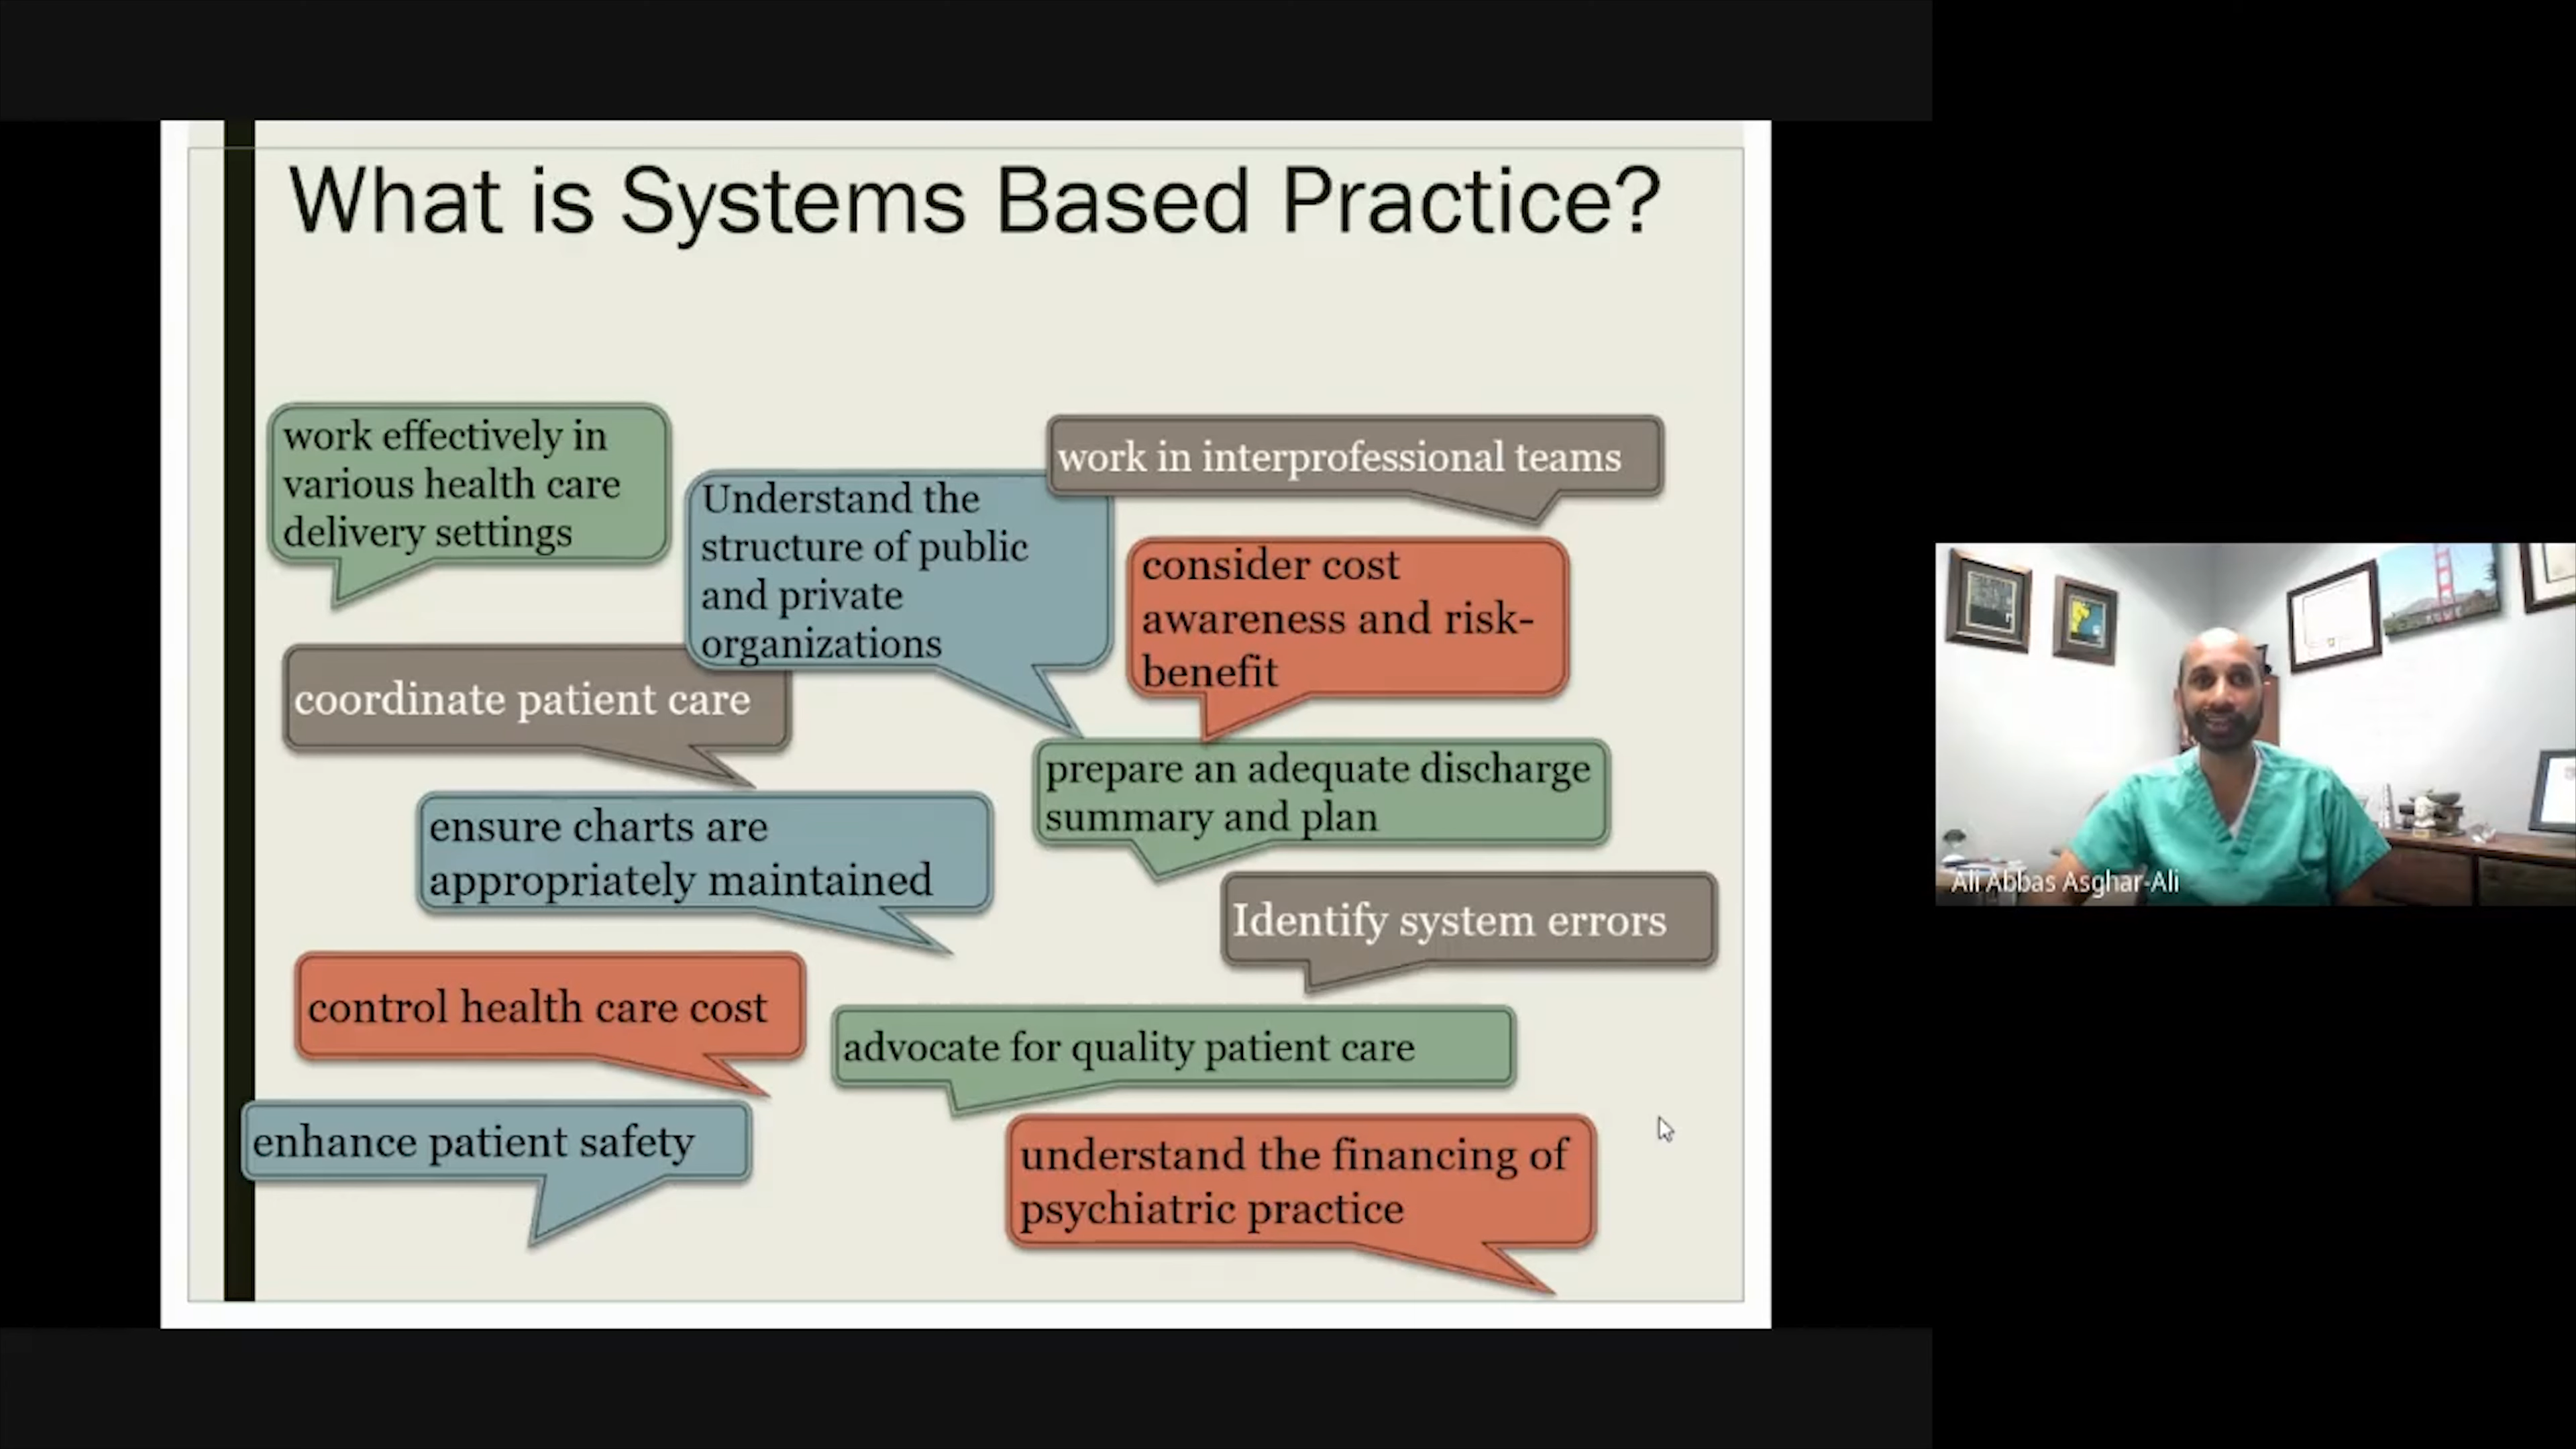 What is Systems Based Practice?
work effectively in
various health care
delivery settings
Understand the
structure of public
and private
organizations
work in interprofessional teams
consider cost
awareness and risk-
benefit
coordinate patient care
prepare an adequate discharge
summary and plan
ensure charts are
appropriately maintained
Identify system errors
control health care cost
advocate for quality patient care
enhance patient safety
understand the financing of
psychiatric practice
Ali Abbas Asghar-Ali